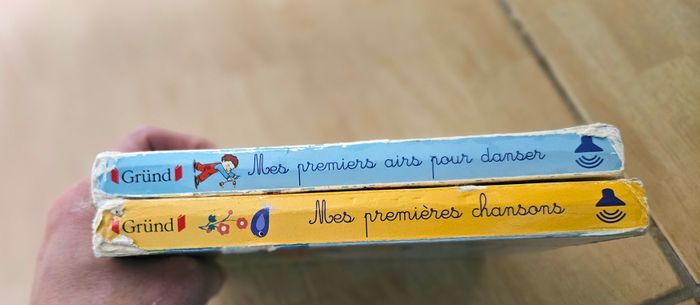 Gründ Mes premiers airs pour danser
Gründ Mes premières chansons